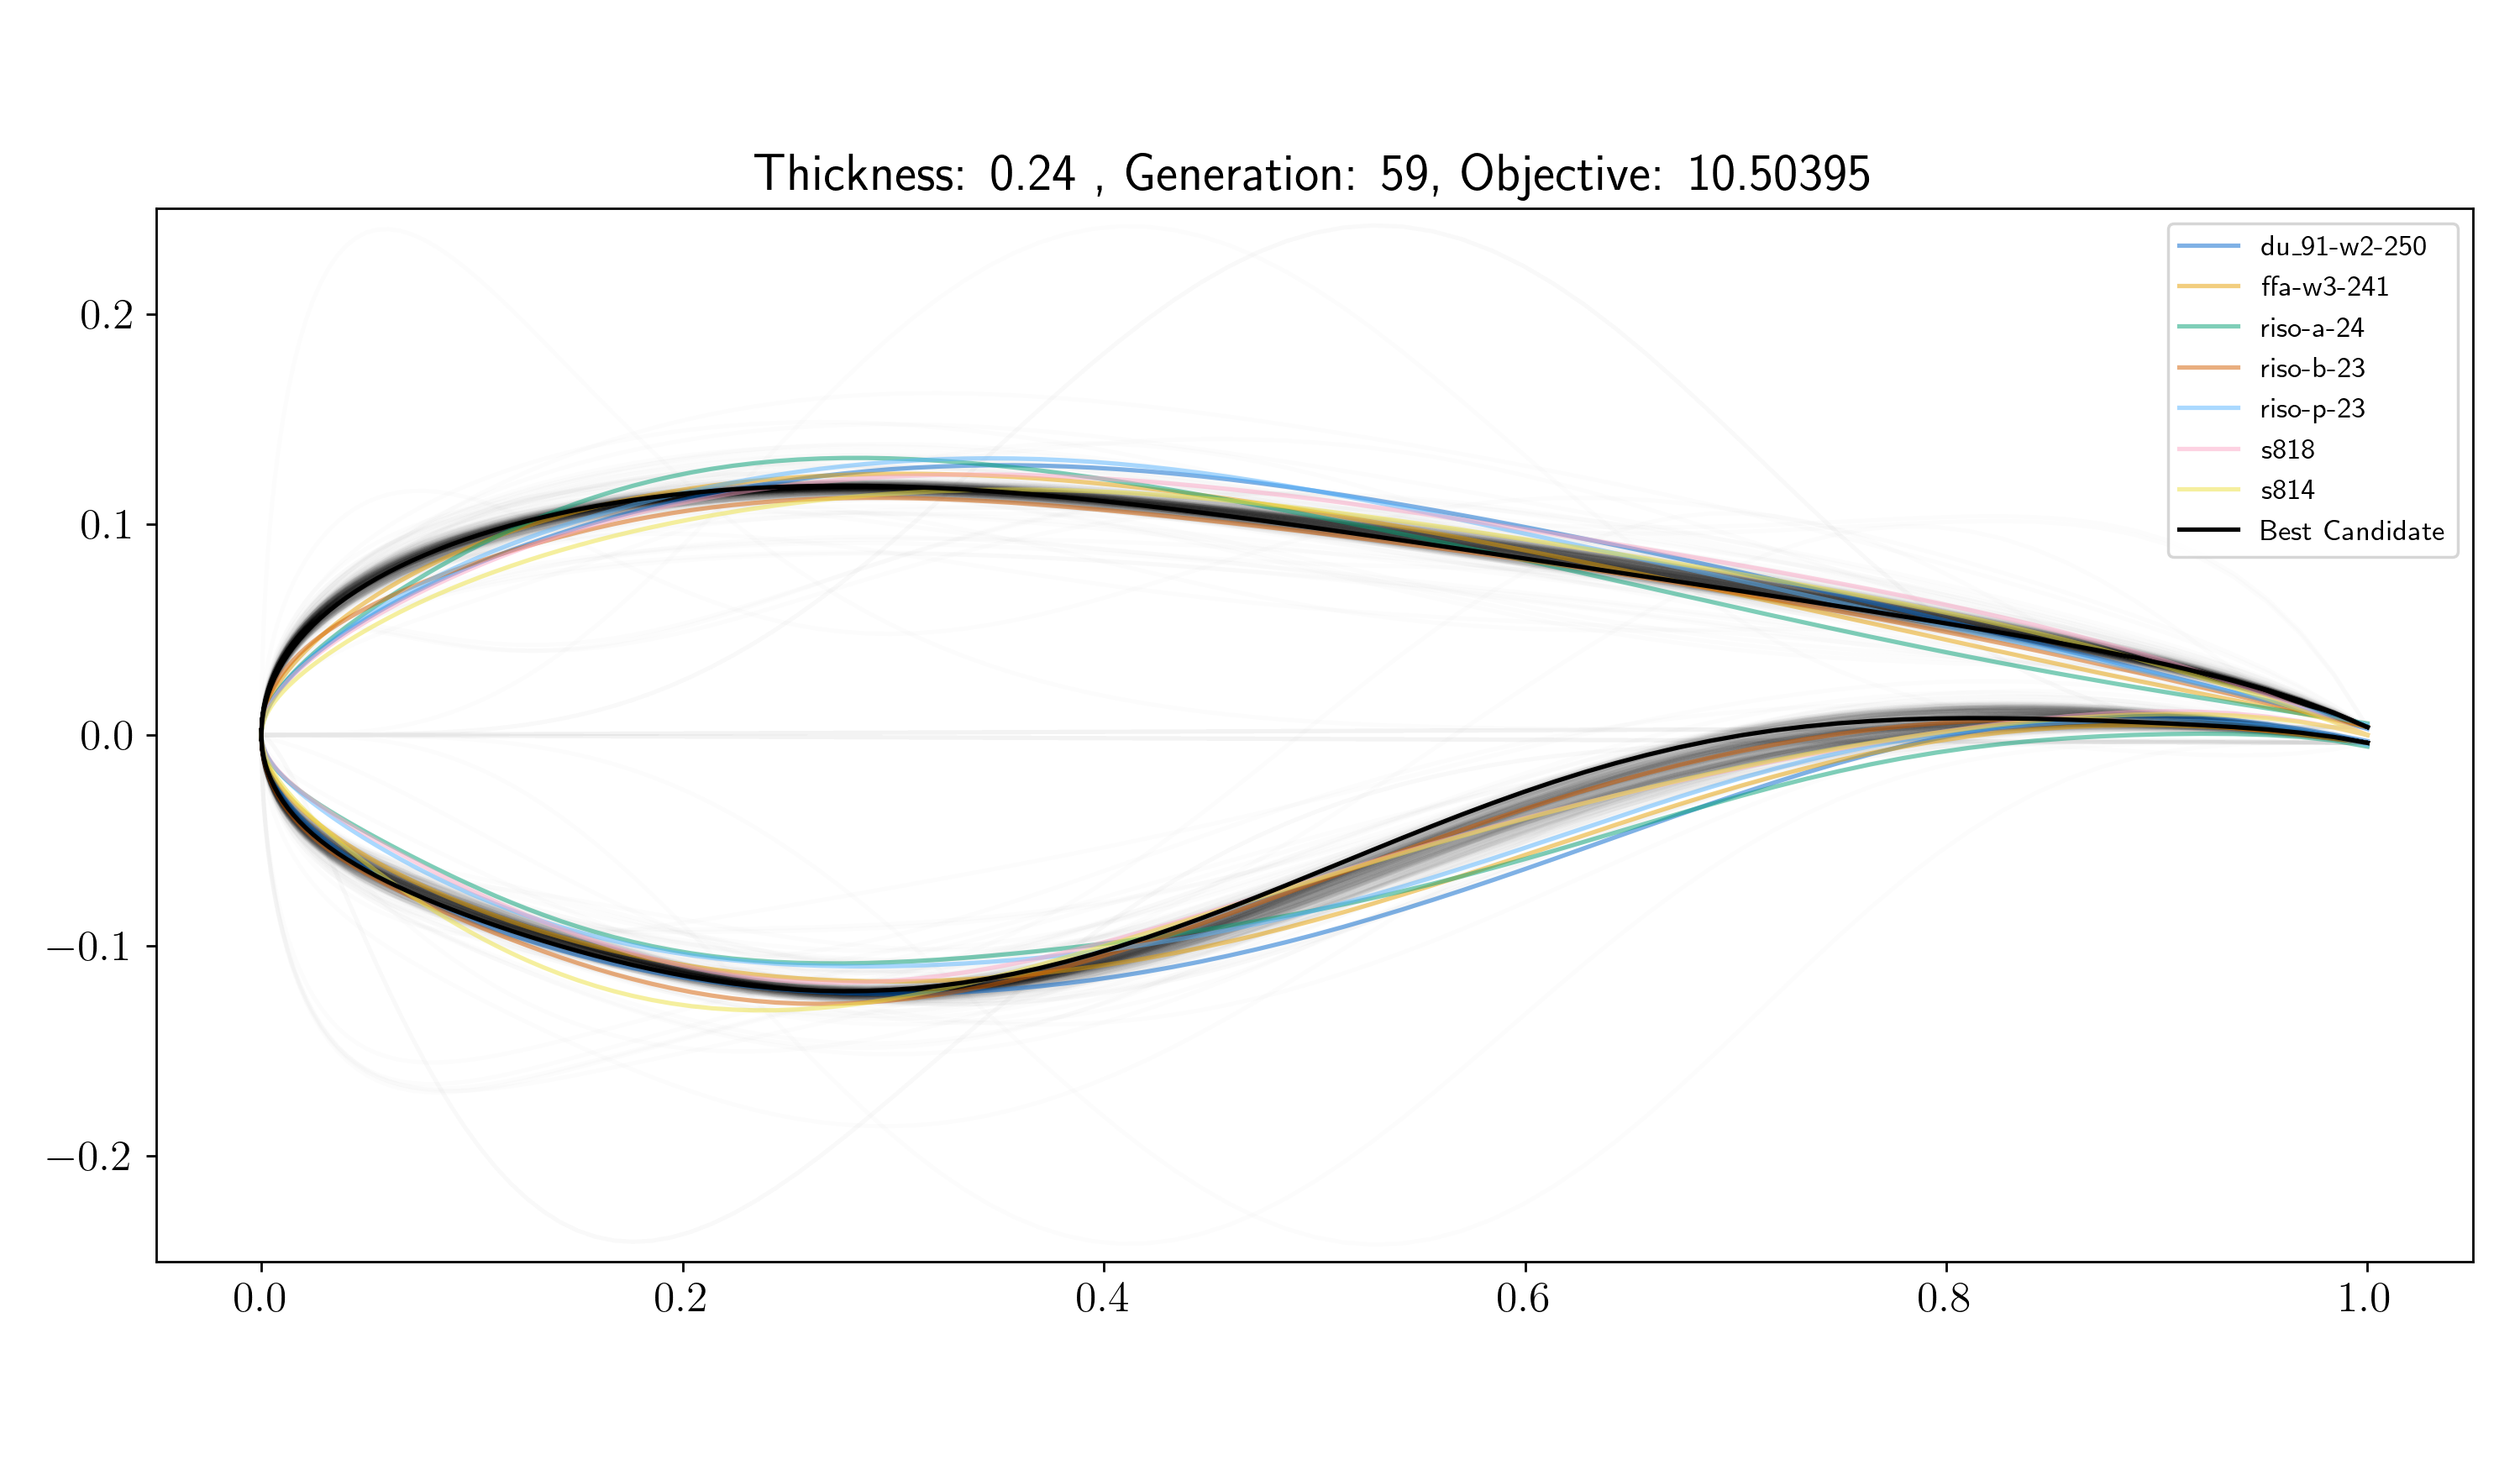 Thickness: 0.24 , Generation: 59, Objective: 10.50395
du_91-w2-250
ffa-w3-241
riso-a-24
riso-b-23
riso-p-23
s818
s814
Best Candidate
0.2
0.1
0.0
−0.1
−0.2
0.0 0.2 0.4 0.6 0.8 1.0